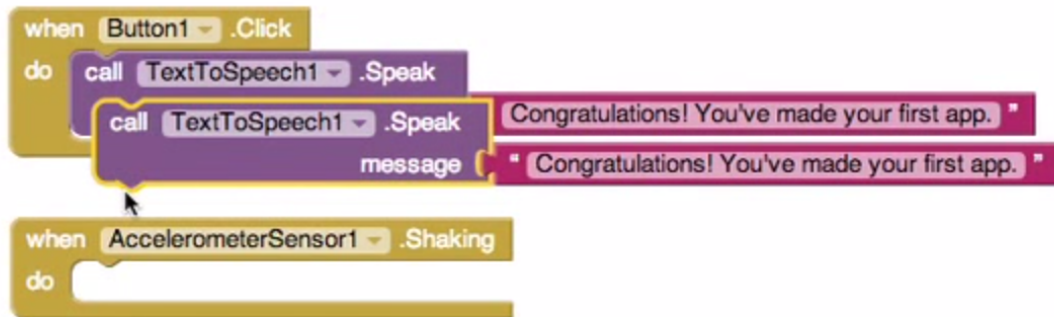 when Button1 .Click
do call TextToSpeech1 .Speak
Congratulations! You've made your first app. "
call TextToSpeech1 .Speak
message " Congratulations! You've made your first app. "
when AccelerometerSensor1 .Shaking
do